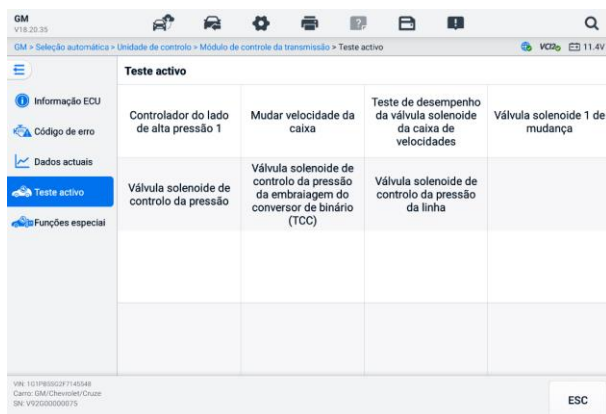 GM
V18.20.35
GM > Seleção automática > Unidade de controlo > Módulo de controle da transmissão > Teste activo
VCI
11.4V
Teste activo
Informação ECU
Código de erro
Dados actuais
Teste activo
Funções especiai
Controlador do lado
de alta pressão 1
Mudar velocidade da
caixa
Teste de desempenho
da válvula solenoide
da caixa de
velocidades
Válvula solenoide 1 de
mudança
Válvula solenoide de
controlo da pressão
Válvula solenoide de
controlo da pressão
da embraiagem do
conversor de binário
(TCC)
Válvula solenoide de
controlo da pressão
da linha
Carro: GM/Chevrolet/Cruze
SN: V92G00000075
ESC